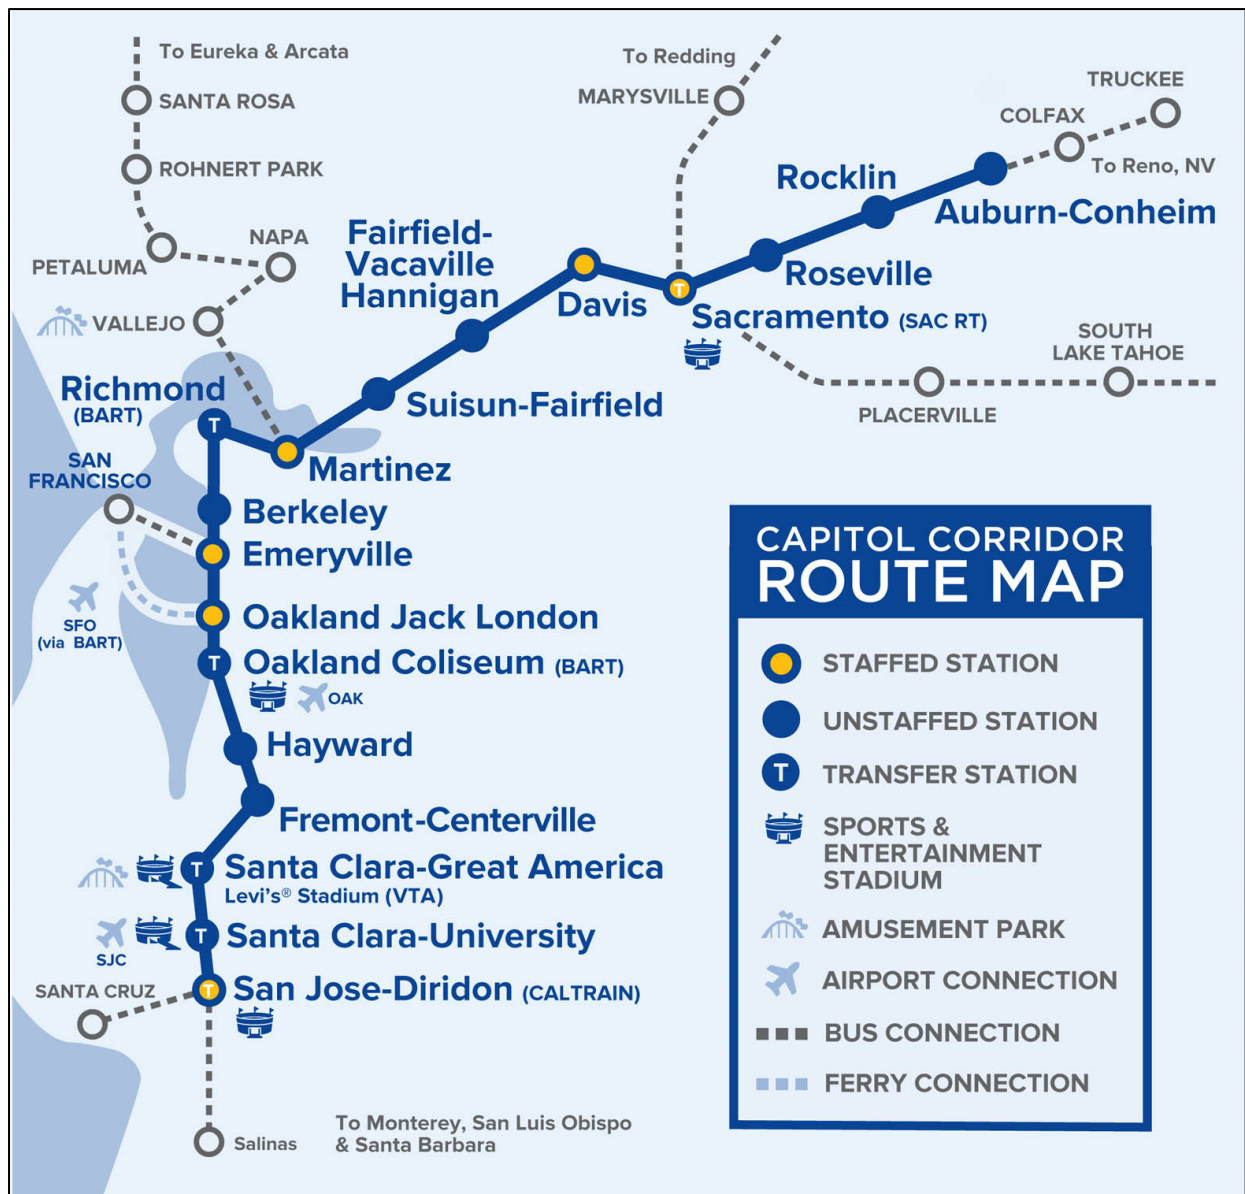 To Eureka & Arcata
SANTA ROSA
ROHNERT PARK
PETALUMA
NAPA
VALLEJO
To Redding
MARYSVILLE
TRUCKEE
COLFAX
To Reno, NV
Rocklin
Auburn-Conheim
Roseville
Fairfield-
Vacaville
Hannigan
Davis
Sacramento (SAC RT)
T
SOUTH
LAKE TAHOE
PLACERVILLE
Suisun-Fairfield
Richmond
(BART)
T
Martinez
SAN
FRANCISCO
Berkeley
Emeryville
SFO
(via BART)
Oakland Jack London
T
Oakland Coliseum (BART)
OAK
Hayward
Fremont-Centerville
T
Santa Clara-Great America
Levi's® Stadium (VTA)
T
Santa Clara-University
SJC
SANTA CRUZ
T
San Jose-Diridon (CALTRAIN)
Salinas
To Monterey, San Luis Obispo
& Santa Barbara
CAPITOL CORRIDOR
ROUTE MAP
STAFFED STATION
UNSTAFFED STATION
T
TRANSFER STATION
SPORTS &
ENTERTAINMENT
STADIUM
AMUSEMENT PARK
AIRPORT CONNECTION
BUS CONNECTION
FERRY CONNECTION